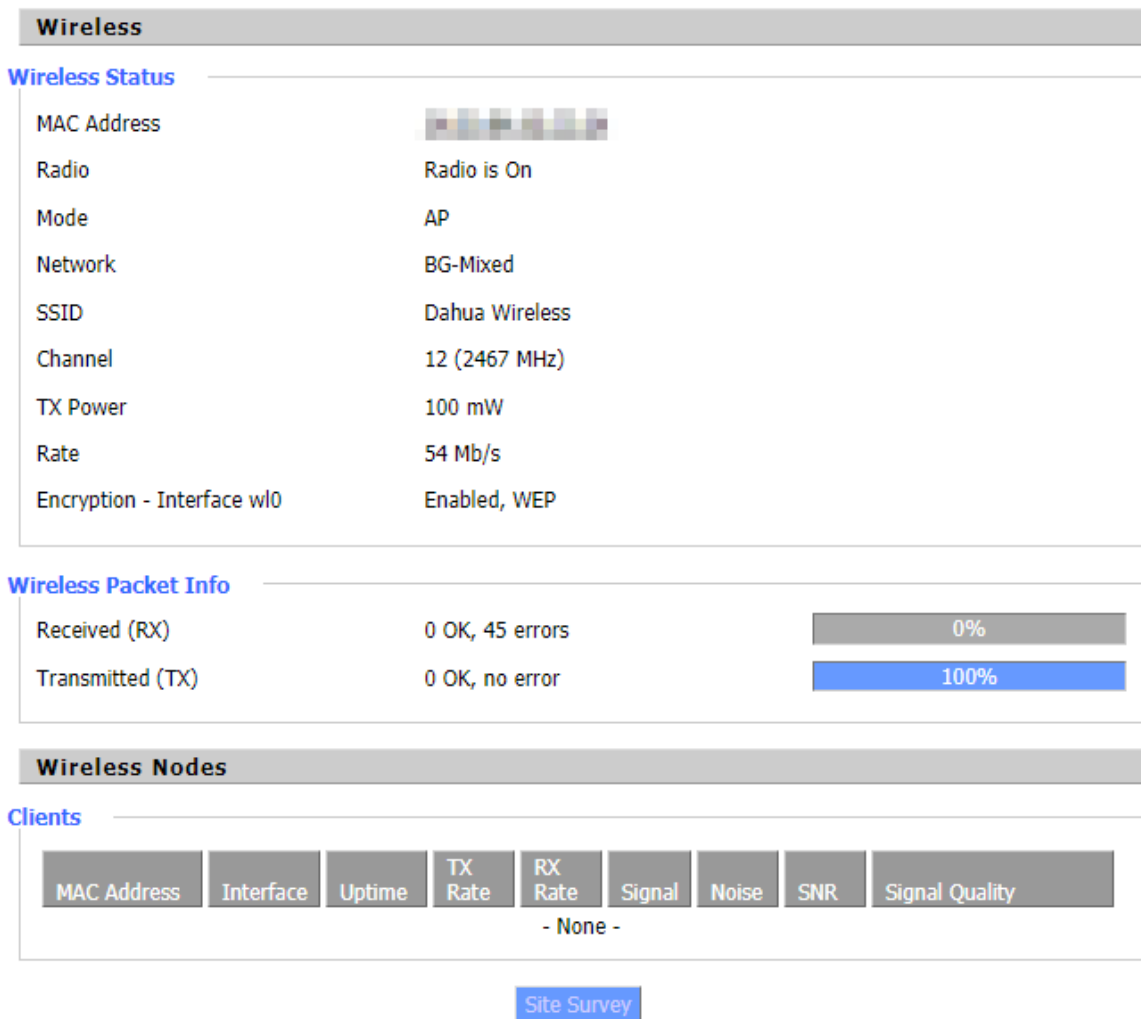 Wireless
Wireless Status
MAC Address
Radio Radio is On
Mode AP
Network BG-Mixed
SSID Dahua Wireless
Channel 12 (2467 MHz)
TX Power 100 mW
Rate 54 Mb/s
Encryption - Interface wl0 Enabled, WEP
Wireless Packet Info
Received (RX) 0 OK, 45 errors 0%
Transmitted (TX) 0 OK, no error 100%
Wireless Nodes
Clients
MAC Address Interface Uptime TX Rate RX Rate Signal Noise SNR Signal Quality
- None -
Site Survey